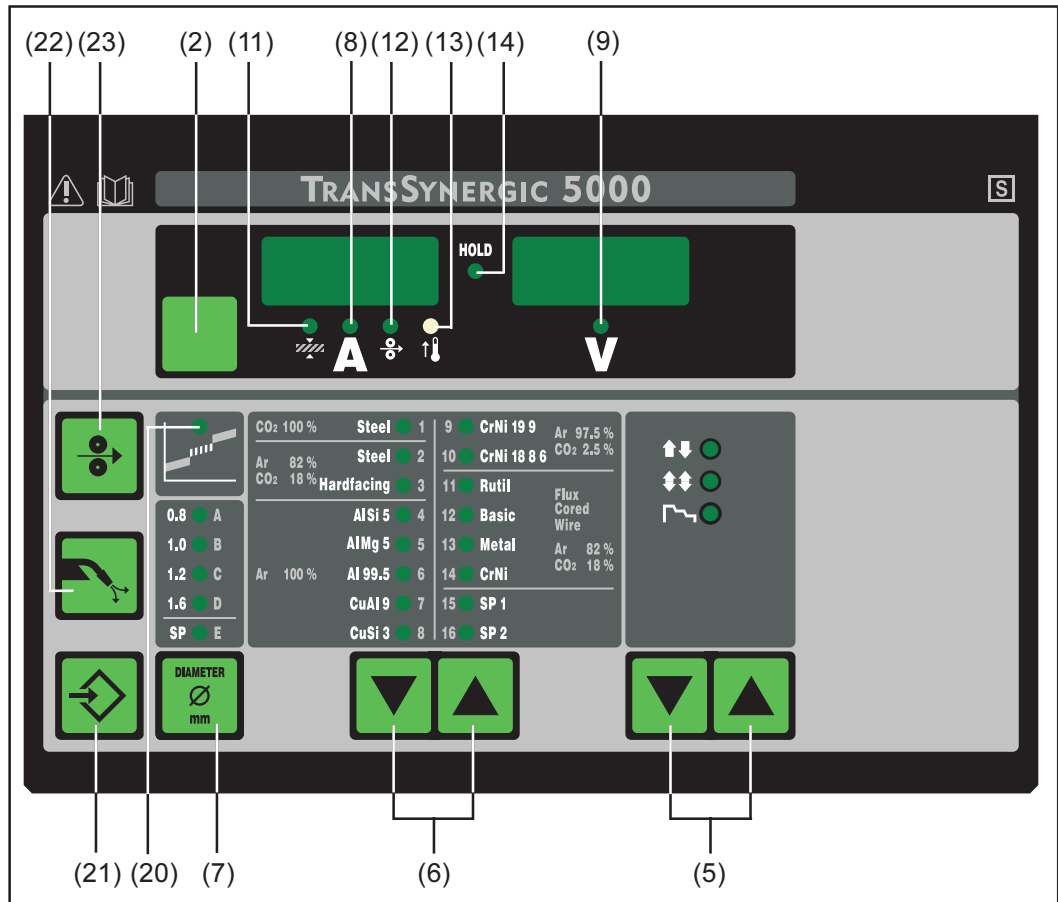 (22) (23) (2) (11) (8) (12) (13) (14) (9)
TRANSSYNERGIC 5000 S
HOLD
A V
CO2 100 % Steel 1 9 CrNi 19 9 Ar 97.5 %
Steel 2 10 CrNi 18 8 6 CO2 2.5 %
Ar 82 %
CO2 18 % Hardfacing 3 11 Rutil Flux
0.8 A AlSi 5 4 12 Basic Cored
Wire
1.0 B AlMg 5 5 13 Metal Ar 82 %
1.2 C Ar 100 % Al 99.5 6 14 CrNi CO2 18 %
1.6 D CuAl 9 7 15 SP 1
SP E CuSi 3 8 16 SP 2
DIAMETER
Ø
mm
(21) (20) (7) (6) (5)